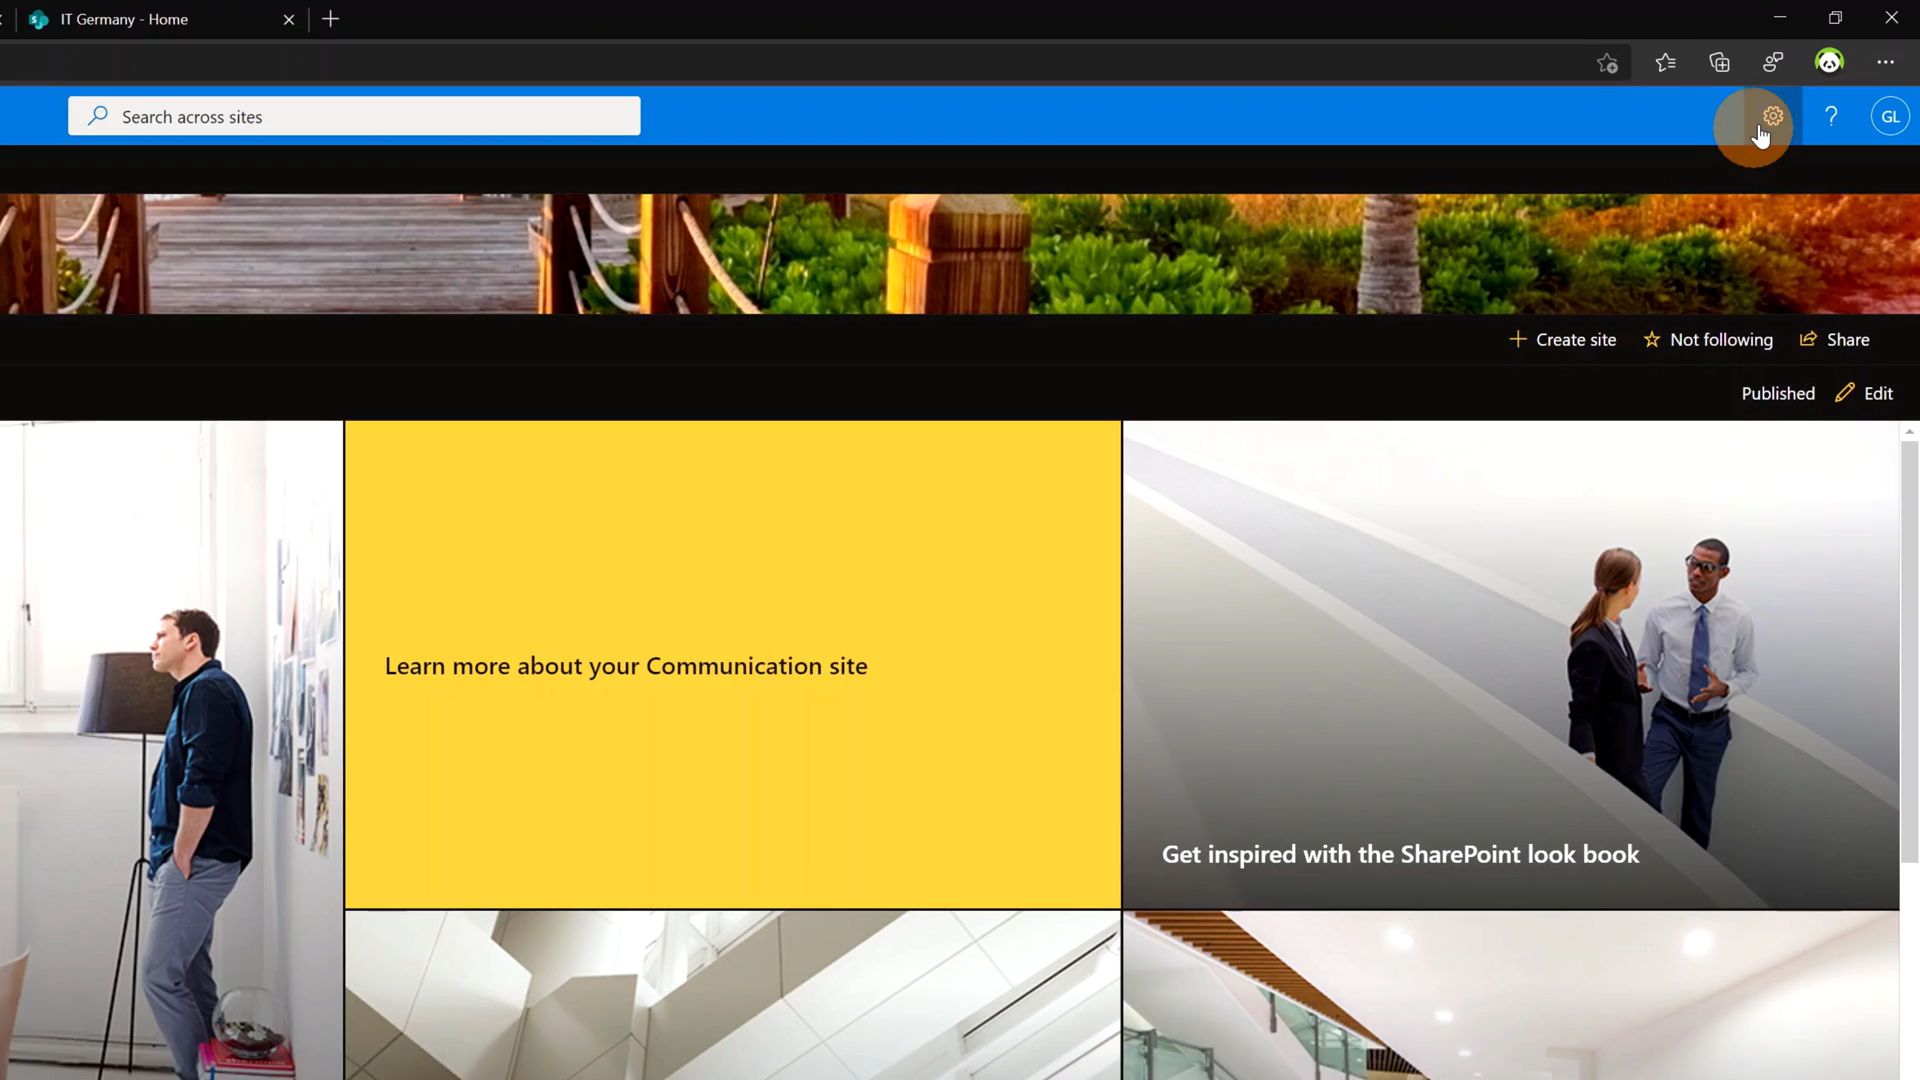 IT Germany - Home
Search across sites
? GL
Create site Not following Share
Published Edit
Learn more about your Communication site
Get inspired with the SharePoint look book